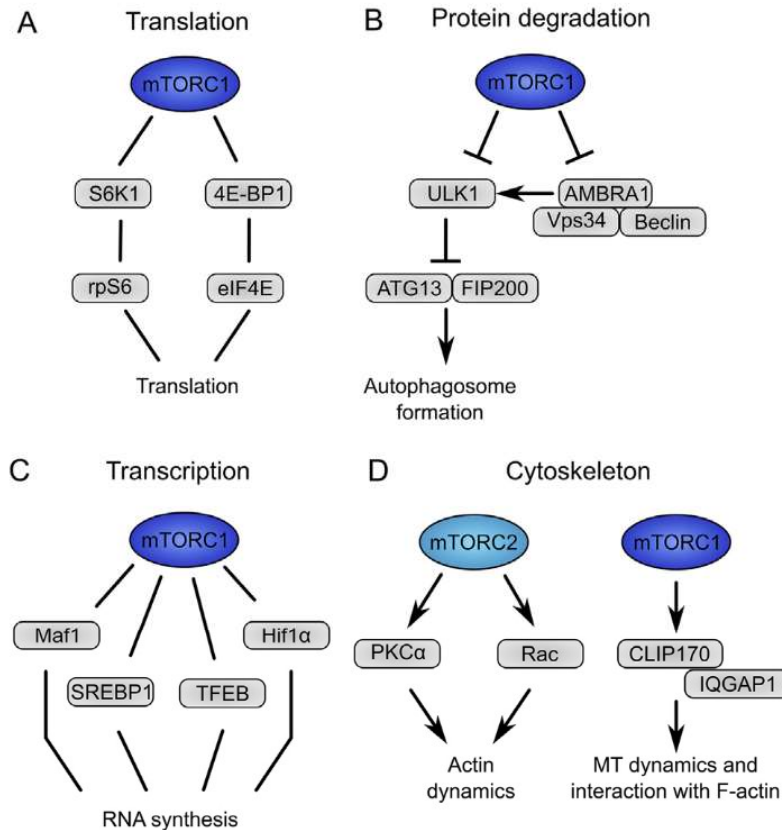 A
Translation
mTORC1
S6K1
4E-BP1
rpS6
eIF4E
Translation
B
Protein degradation
mTORC1
ULK1
AMBRA1
Vps34
Beclin
ATG13
FIP200
Autophagosome
formation
C
Transcription
mTORC1
Maf1
Hif1α
SREBP1
TFEB
RNA synthesis
D
Cytoskeleton
mTORC2
mTORC1
PKCα
Rac
CLIP170
IQGAP1
Actin
dynamics
MT dynamics and
interaction with F-actin